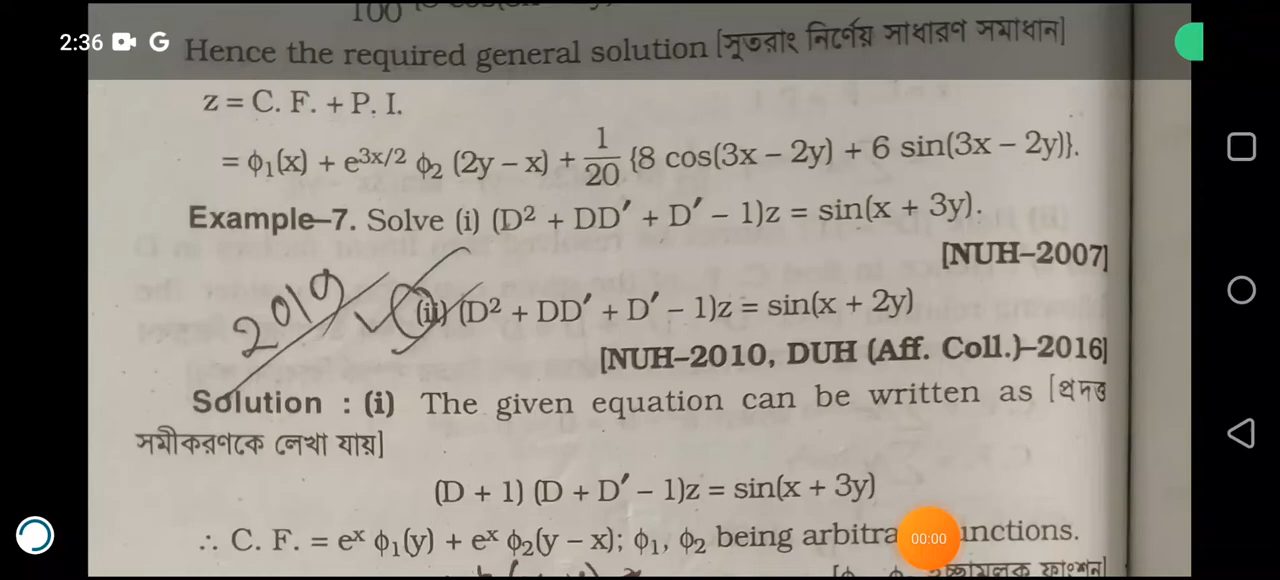 2:36 G
Hence the required general solution [সুতরাং নির্ণেয় সাধারণ সমাধান]
z = C. F. + P. I.
= ϕ₁(x) + e^{3x/2} ϕ₂ (2y – x) + 1/20 {8 cos(3x – 2y) + 6 sin(3x – 2y)}.
Example–7. Solve (i) (D² + DD′ + D′ – 1)z = sin(x + 3y).
[NUH–2007]
2019 (ii) (D² + DD′ + D′ – 1)z = sin(x + 2y)
[NUH–2010, DUH (Aff. Coll.)–2016]
Solution : (i) The given equation can be written as [প্রদত্ত
সমীকরণকে লেখা যায়]
(D + 1) (D + D′ – 1)z = sin(x + 3y)
∴ C. F. = eˣ ϕ₁(y) + eˣ ϕ₂(y – x); ϕ₁, ϕ₂ being
00:00